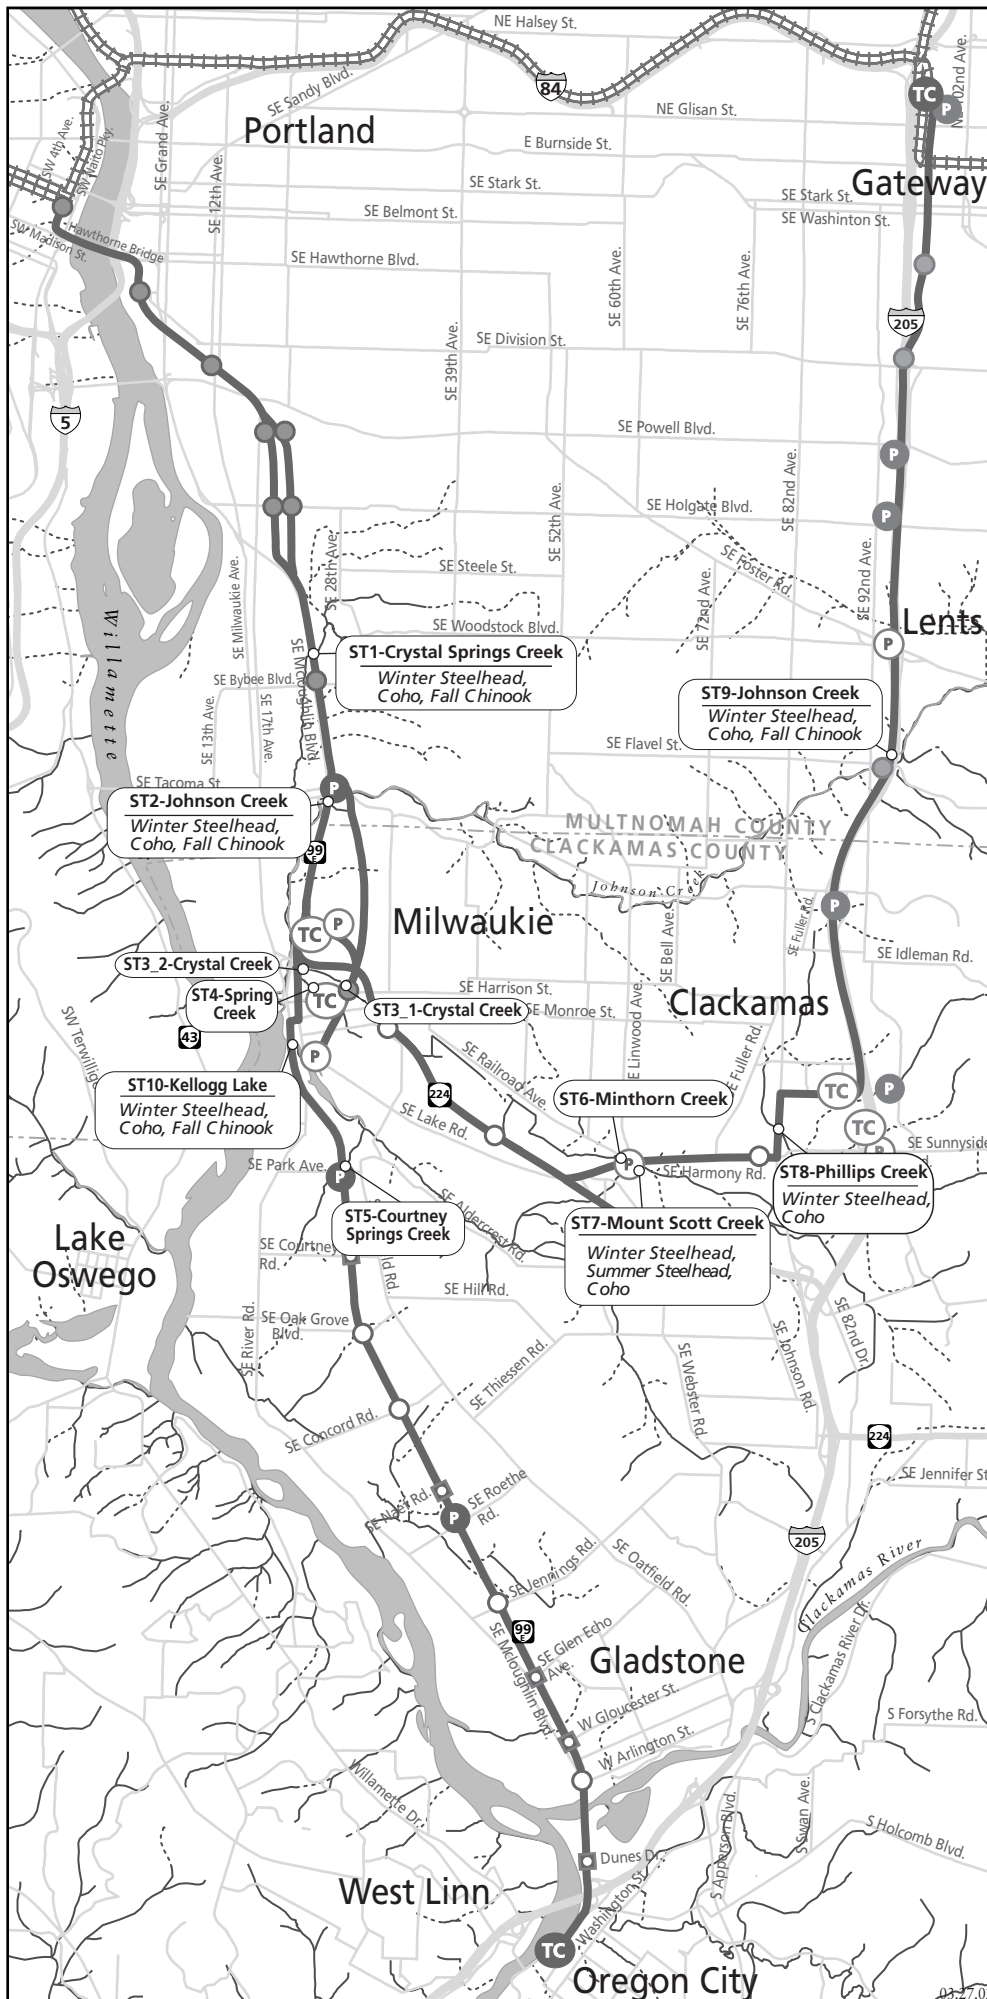 NE Halsey St.
SE Sandy Blvd.
84
TC
P
NE Glisan St.
Portland
SW 4th Ave.
SW Naito Pky.
SE Grand Ave.
SE 12th Ave.
E Burnside St.
SE Stark St.
Gateway
SE Stark St.
SE Belmont St.
SE Washinton St.
SW Madison St.
Hawthorne Bridge
SE Hawthorne Blvd.
SE 60th Ave.
SE 76th Ave.
205
SE Division St.
SE 39th Ave.
5
SE Powell Blvd.
P
SE 82nd Ave.
SE Holgate Blvd.
P
SE 52th Ave.
SE 28th Ave.
SE Milwaukie Ave.
SE Steele St.
SE Foster Rd.
SE 72nd Ave.
SE 92nd Ave.
Lents
SE Woodstock Blvd.
P
Willamette
SE Mcloughlin Blvd
ST1-Crystal Springs Creek
Winter Steelhead,
Coho, Fall Chinook
SE Bybee Blvd.
SE 13th Ave.
SE 17th Ave.
ST9-Johnson Creek
Winter Steelhead,
Coho, Fall Chinook
SE Flavel St.
SE Tacoma St.
P
ST2-Johnson Creek
Winter Steelhead,
Coho, Fall Chinook
MULTNOMAH COUNTY
CLACKAMAS COUNTY
99
E
Johnson Creek
P
SE Fuller Rd.
Milwaukie
TC
P
SE Bell Ave.
SE Idleman Rd.
ST3_2-Crystal Creek
ST4-Spring
Creek
TC
SE Harrison St.
Clackamas
ST3_1-Crystal Creek
SE Monroe St.
SW Terwillig
43
P
E Linwood Ave.
E Fuller Rd.
SE Railroad Ave.
ST10-Kellogg Lake
Winter Steelhead,
Coho, Fall Chinook
224
SE Lake Rd.
ST6-Minthorn Creek
TC
P
TC
SE Sunnyside
SE Park Ave.
P
P
SE Harmony Rd.
ST8-Phillips Creek
Winter Steelhead,
Coho
SE Aldercrest Rd.
ST5-Courtney
Springs Creek
ST7-Mount Scott Creek
Winter Steelhead,
Summer Steelhead,
Coho
Lake
Oswego
SE Courtney
Rd.
ld Rd
SE Hill Rd.
SE River Rd.
SE Oak Grove
Blvd.
SE Thiessen Rd.
SE Webster Rd.
SE Johnson Rd.
SE 82nd Dr.
SE Concord Rd.
224
SE Jennifer St
SE Naef Rd.
SE Roethe
Rd.
P
205
SE Jennings Rd.
SE Oatfield Rd.
Clackamas River
99
E
SE Mcloughlin Blvd.
SE Glen Echo
Ave.
Gladstone
S Clackamas River Dr.
W Gloucester St.
S Forsythe Rd.
W Arlington St.
Willamette Dr.
S Apperson Blvd.
S Swan Ave.
S Holcomb Blvd.
Dunes Dr.
West Linn
Washington St.
TC
Oregon City